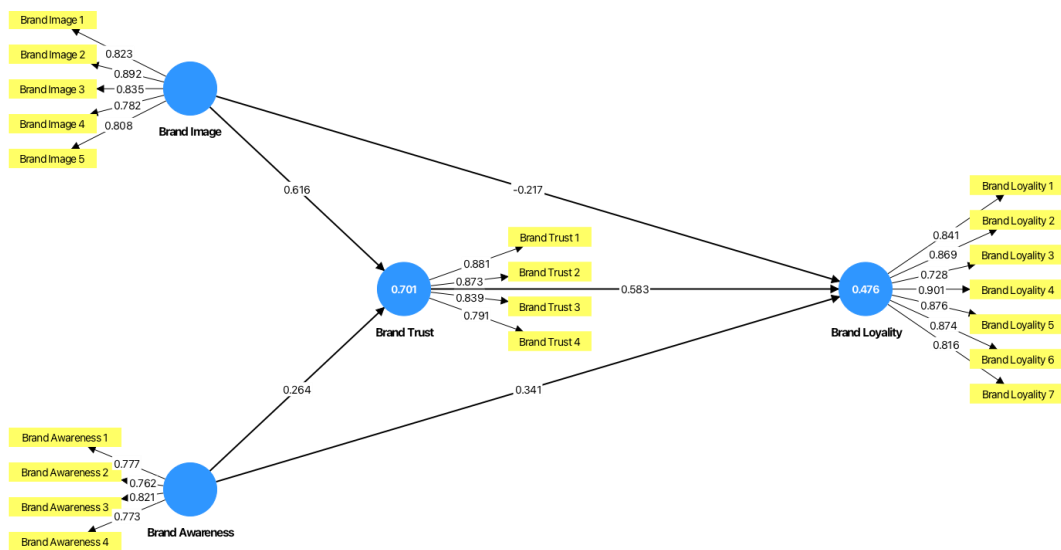 Brand Image 1
Brand Image 2
Brand Image 3
Brand Image 4
Brand Image 5
0.823
0.892
0.835
0.782
0.808
Brand Image
0.616
-0.217
Brand Trust 1
Brand Trust 2
Brand Trust 3
Brand Trust 4
0.881
0.873
0.839
0.791
0.701
Brand Trust
0.583
0.264
0.341
Brand Loyality 1
Brand Loyality 2
Brand Loyality 3
Brand Loyality 4
Brand Loyality 5
Brand Loyality 6
Brand Loyality 7
0.841
0.869
0.728
0.901
0.876
0.874
0.816
0.476
Brand Loyality
Brand Awareness 1
Brand Awareness 2
Brand Awareness 3
Brand Awareness 4
0.777
0.762
0.821
0.773
Brand Awareness